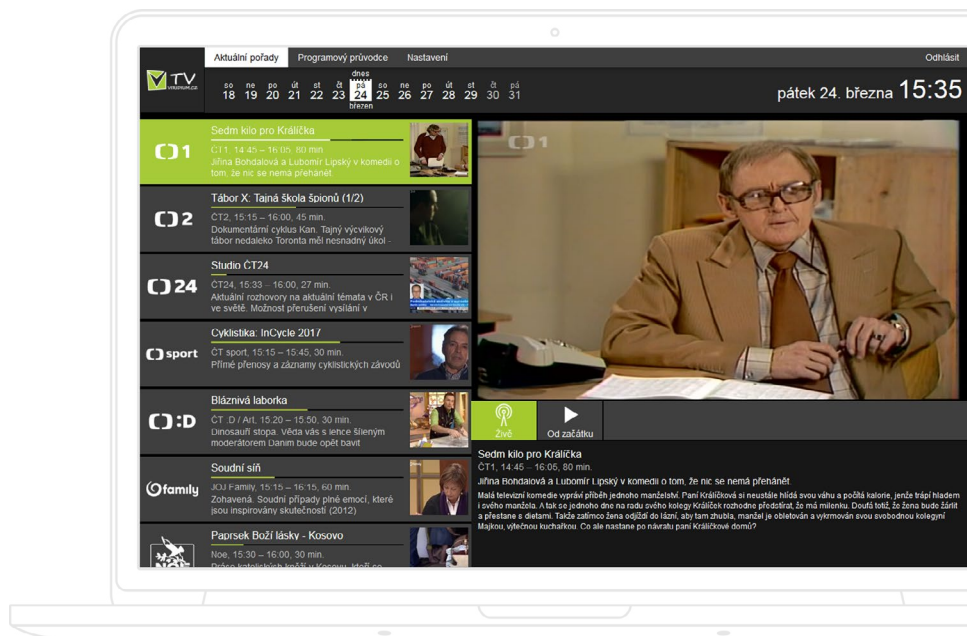 Aktuální pořady Programový průvodce Nastavení Odhlásit
TV
dnes
so ne po út st čt pá so ne po út st čt pá
18 19 20 21 22 23 24 25 26 27 28 29 30 31
březen
pátek 24. března 15:35
1
Sedm kilo pro Králíčka
ČT1, 14:45 – 16:05, 80 min.
Jiřina Bohdalová a Lubomír Lipský v komedii o
tom, že nic se nemá přehánět.
2
Tábor X: Tajná škola špionů (1/2)
ČT2, 15:15 – 16:00, 45 min.
Dokumentární cyklus Kan. Tajný výcvikový
tábor nedaleko Toronta měl nesnadný úkol -
24
Studio ČT24
ČT24, 15:33 – 16:00, 27 min.
Aktuální rozhovory na aktuální témata v ČR i
ve světě. Možnost přerušení vysílání v
sport
Cyklistika: InCycle 2017
ČT sport, 15:15 – 15:45, 30 min.
Přímé přenosy a záznamy cyklistických závodů
:D
Bláznivá laborka
ČT :D / Art, 15:20 – 15:50, 30 min.
Dinosauří stopa. Věda vás s lehce šíleným
moderátorem Danim bude opět bavit
family
Soudní síň
JOJ Family, 15:15 – 16:15, 60 min.
Zohavená. Soudní případy plné emocí, které
jsou inspirovány skutečností (2012)
Paprsek Boží lásky - Kosovo
Noe, 15:30 – 16:00, 30 min.
Práce katolických kněží v Kosovu, kteří se
1
Živě
Od začátku
Sedm kilo pro Králíčka
ČT1, 14:45 – 16:05, 80 min.
Jiřina Bohdalová a Lubomír Lipský v komedii o tom, že nic se nemá přehánět.
Malá televizní komedie vypráví příběh jednoho manželství. Paní Králíčková si neustále hlídá svou váhu a počítá kalorie, jenže trápí hladem
i svého manžela. A tak se jednoho dne na radu svého kolegy Králíček rozhodne předstírat, že má milenku. Doufá totiž, že žena bude žárlit
a přestane s dietami. Takže zatímco žena odjíždí do lázní, aby tam zhubla, manžel je obletován a vykrmován svou svobodnou kolegyní
Majkou, výtečnou kuchařkou. Co ale nastane po návratu paní Králíčkové domů?